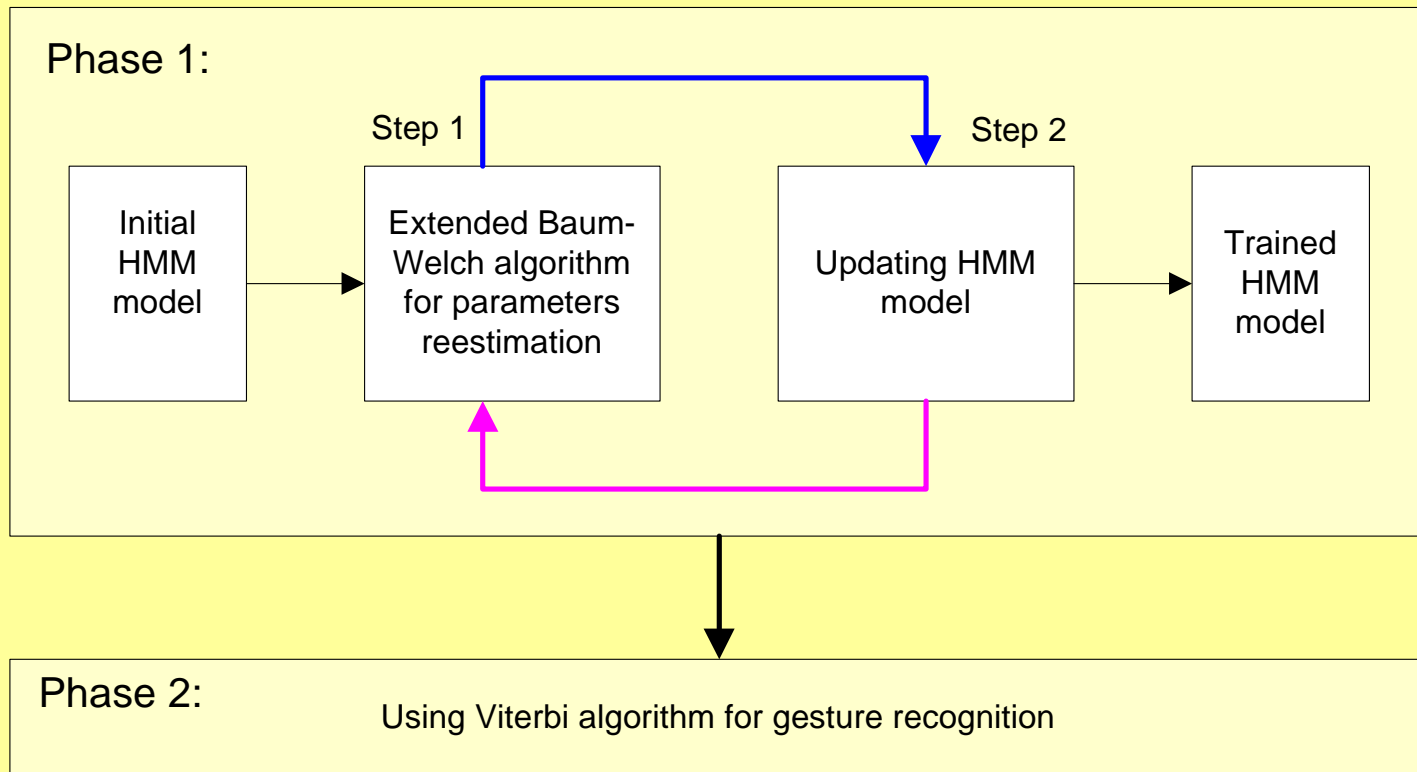 Phase 1:
Step 1
Step 2
Initial
HMM
model
Extended Baum-
Welch algorithm
for parameters
reestimation
Updating HMM
model
Trained
HMM
model
Phase 2:
Using Viterbi algorithm for gesture recognition